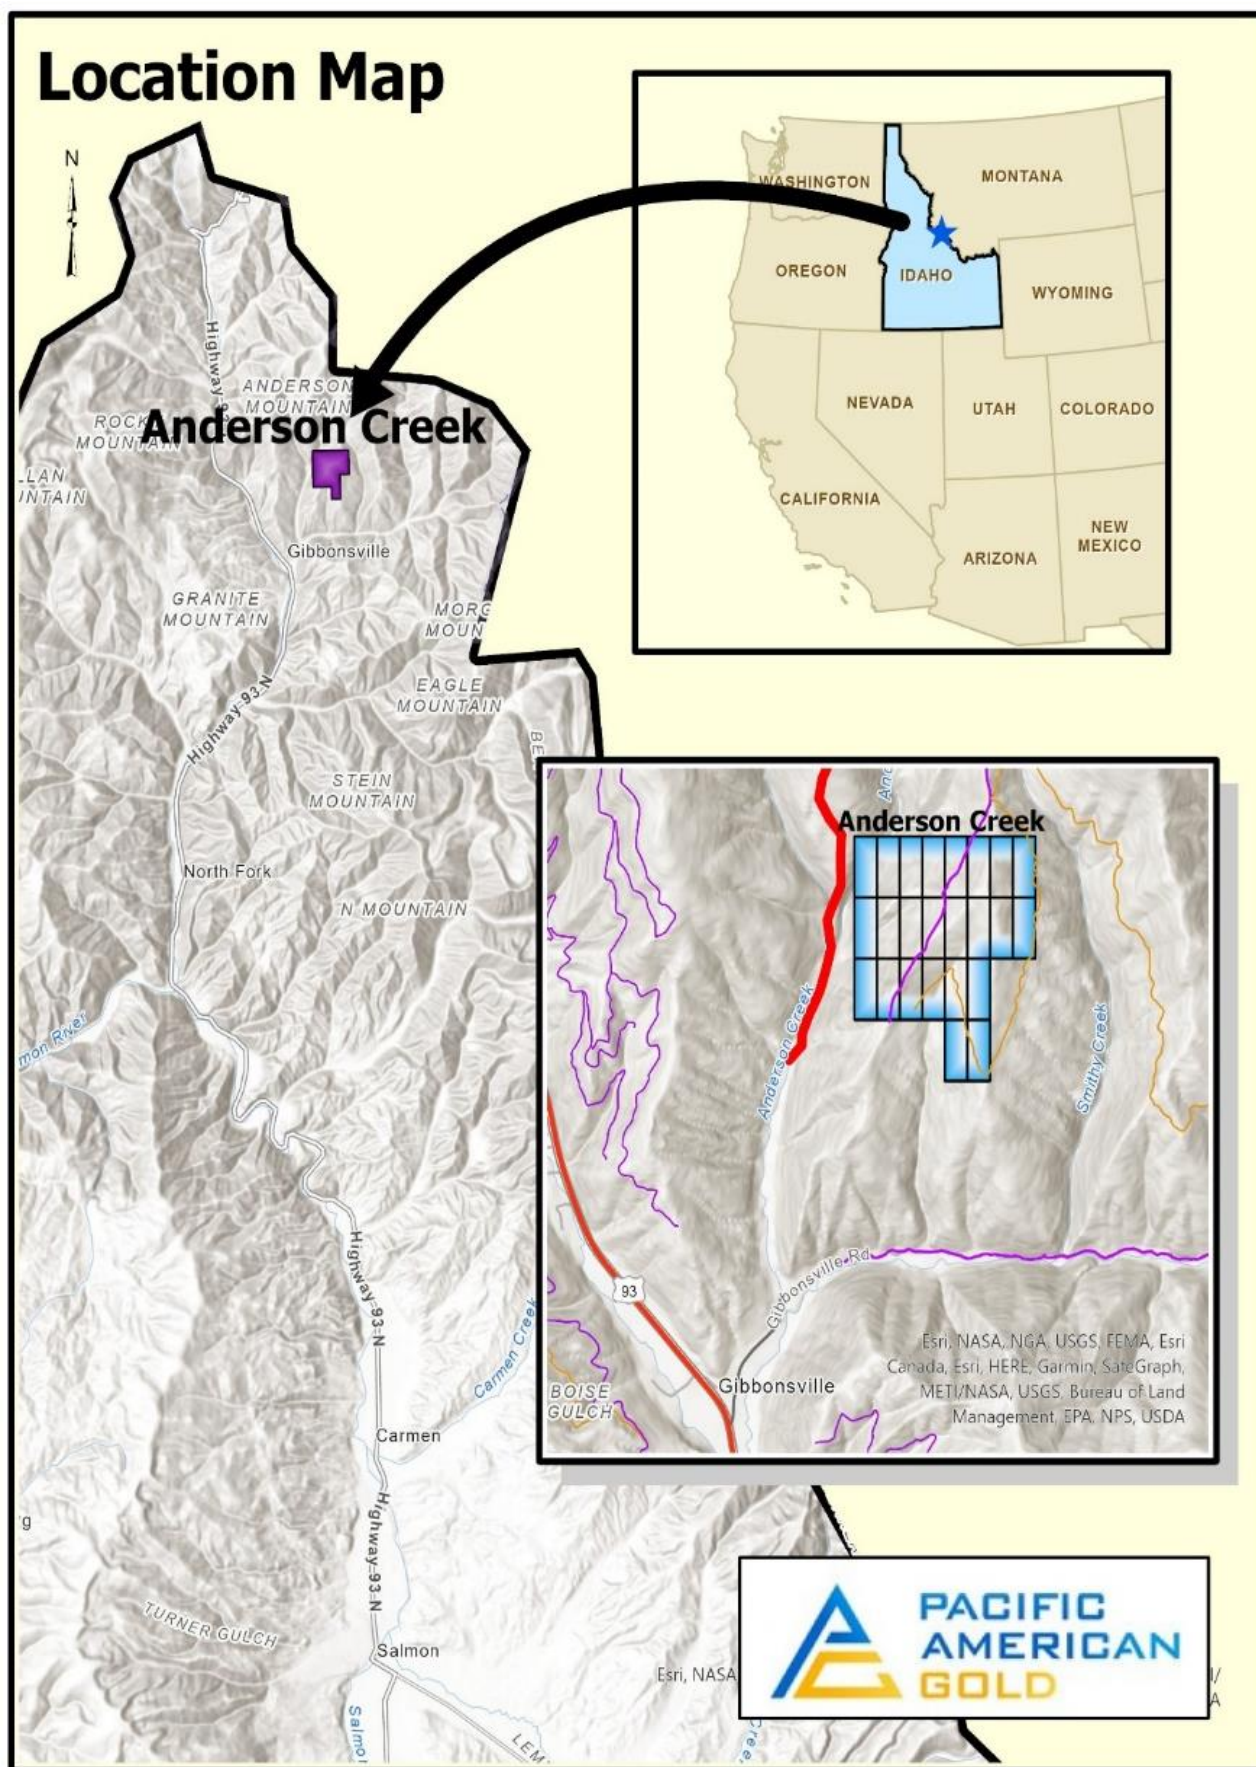 Location Map
N
WASHINGTON
MONTANA
OREGON
IDAHO
WYOMING
NEVADA
UTAH
COLORADO
CALIFORNIA
ARIZONA
NEW
MEXICO
Highway 93 N
ANDERSON
MOUNTAIN
MOUNTAIN
Anderson Creek
Gibbonsville
GRANITE
MOUNTAIN
EAGLE
MOUNTAIN
Highway 93 N
STEIN
MOUNTAIN
North Fork
N MOUNTAIN
River
Highway 93 N
Carmen Creek
Carmen
Highway 93 N
TURNER GULCH
Salmon
Anderson Creek
Anderson Creek
Smithy Creek
Gibbonsville Rd
93
Gibbonsville
BOISE
GULCH
Esri, NASA, NGA, USGS, FEMA, Esri
Canada, Esri, HERE, Garmin, SafeGraph,
METI/NASA, USGS, Bureau of Land
Management, EPA, NPS, USDA
Esri, NASA
PACIFIC
AMERICAN
GOLD